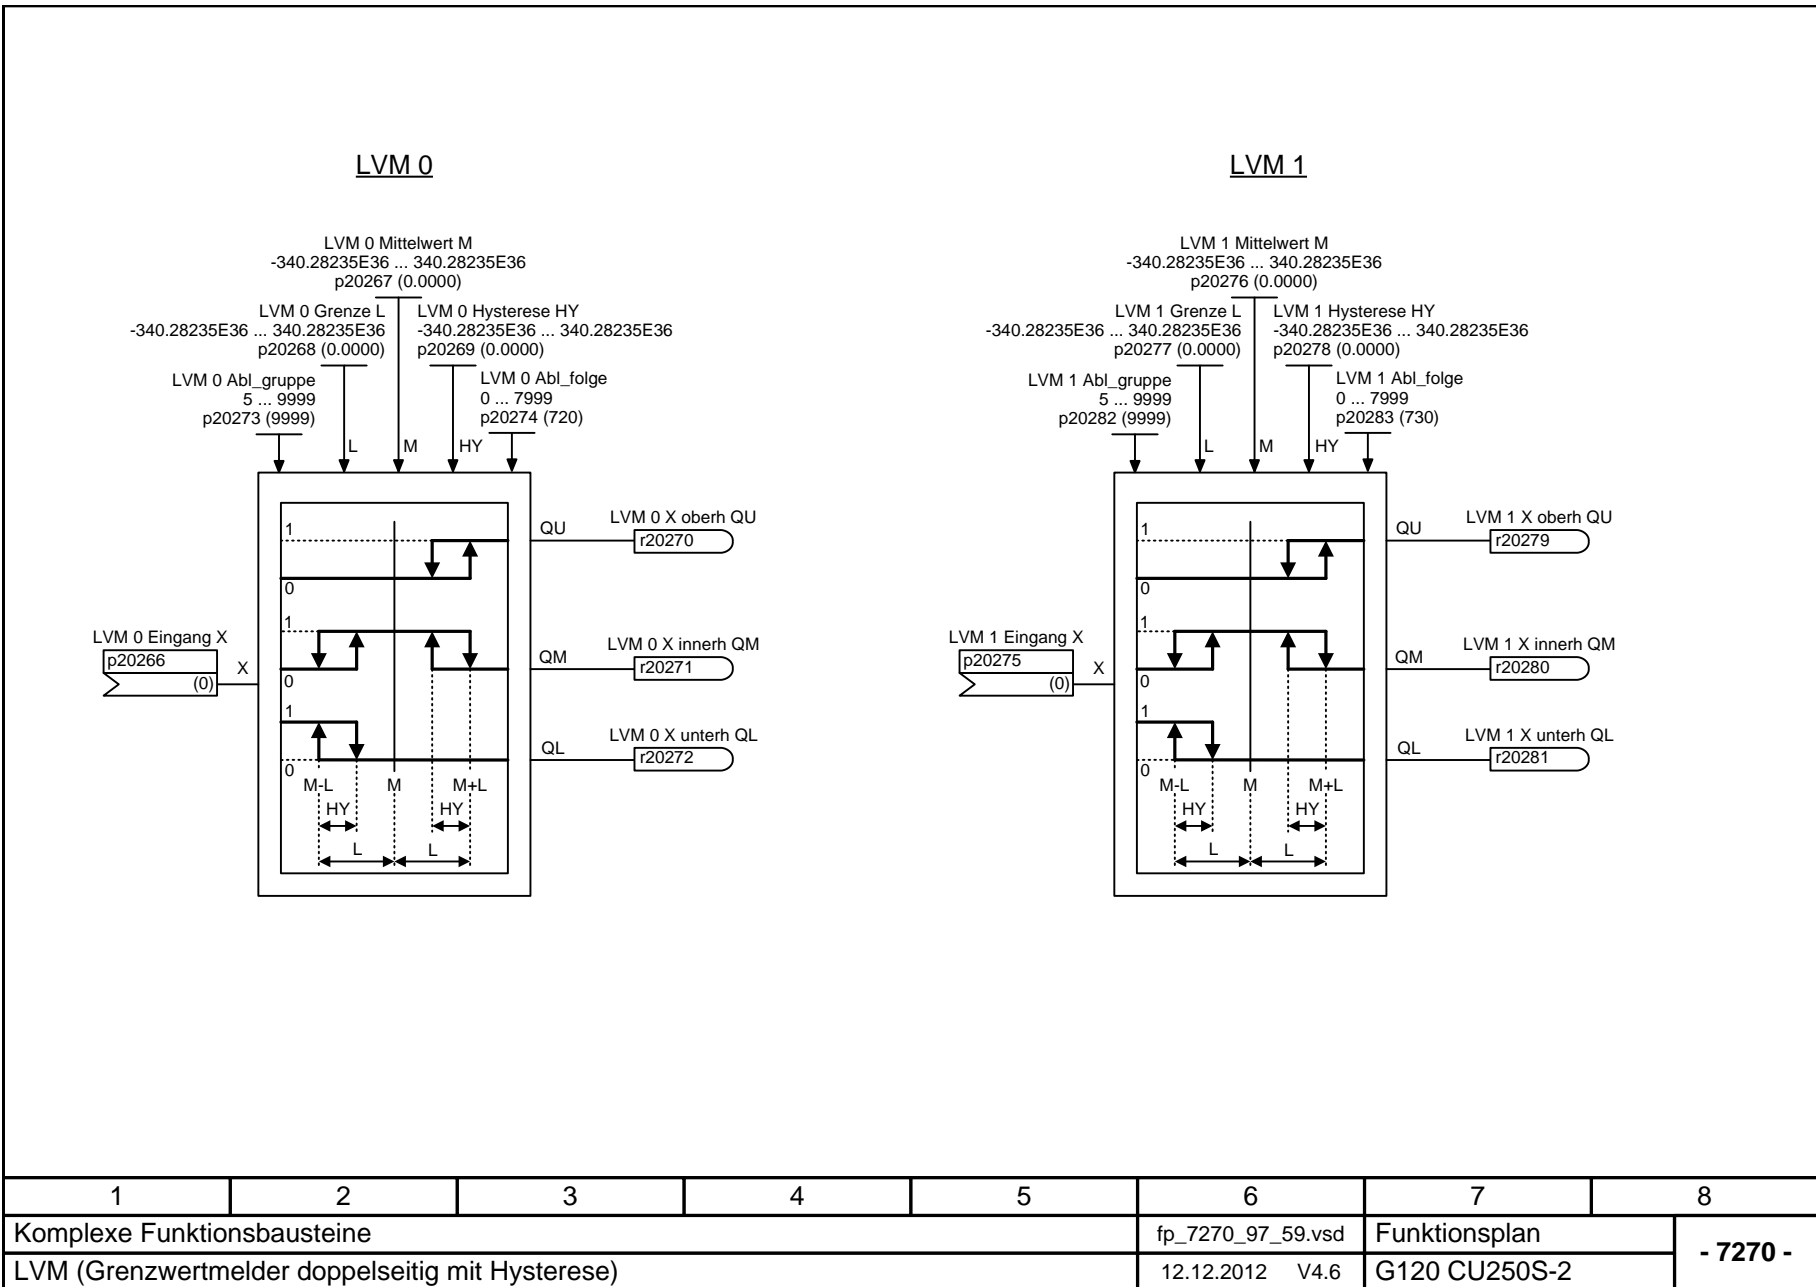 LVM 0
LVM 0 Mittelwert M
-340.28235E36 ... 340.28235E36
p20267 (0.0000)
LVM 0 Grenze L
-340.28235E36 ... 340.28235E36
p20268 (0.0000)
LVM 0 Hysterese HY
-340.28235E36 ... 340.28235E36
p20269 (0.0000)
LVM 0 Abl_gruppe
5 ... 9999
p20273 (9999)
LVM 0 Abl_folge
0 ... 7999
p20274 (720)
L
M
HY
1
0
QU
LVM 0 X oberh QU
r20270
LVM 0 Eingang X
p20266
(0)
X
1
0
QM
LVM 0 X innerh QM
r20271
1
0
QL
LVM 0 X unterh QL
r20272
M-L
M
M+L
HY
HY
L
L
LVM 1
LVM 1 Mittelwert M
-340.28235E36 ... 340.28235E36
p20276 (0.0000)
LVM 1 Grenze L
-340.28235E36 ... 340.28235E36
p20277 (0.0000)
LVM 1 Hysterese HY
-340.28235E36 ... 340.28235E36
p20278 (0.0000)
LVM 1 Abl_gruppe
5 ... 9999
p20282 (9999)
LVM 1 Abl_folge
0 ... 7999
p20283 (730)
L
M
HY
1
0
QU
LVM 1 X oberh QU
r20279
LVM 1 Eingang X
p20275
(0)
X
1
0
QM
LVM 1 X innerh QM
r20280
1
0
QL
LVM 1 X unterh QL
r20281
M-L
M
M+L
HY
HY
L
L
1 2 3 4 5 6 7 8
Komplexe Funktionsbausteine
fp_7270_97_59.vsd
Funktionsplan
- 7270 -
LVM (Grenzwertmelder doppelseitig mit Hysterese)
12.12.2012 V4.6
G120 CU250S-2